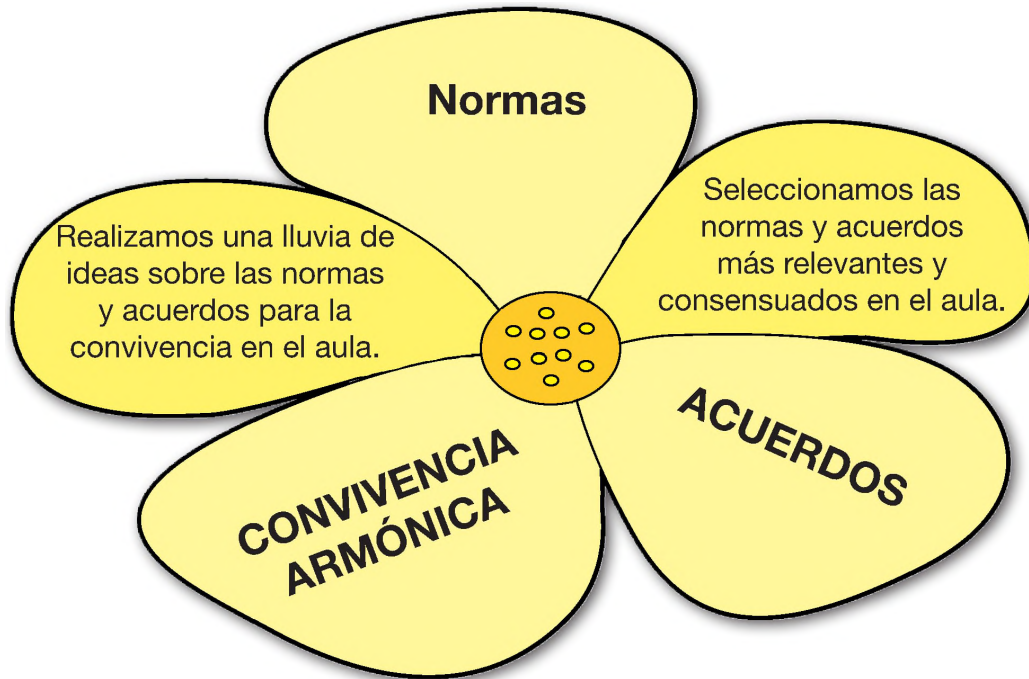 Normas
Realizamos una lluvia de
ideas sobre las normas
y acuerdos para la
convivencia en el aula.
Seleccionamos las
normas y acuerdos
más relevantes y
consensuados en el aula.
CONVIVENCIA
ARMÓNICA
ACUERDOS